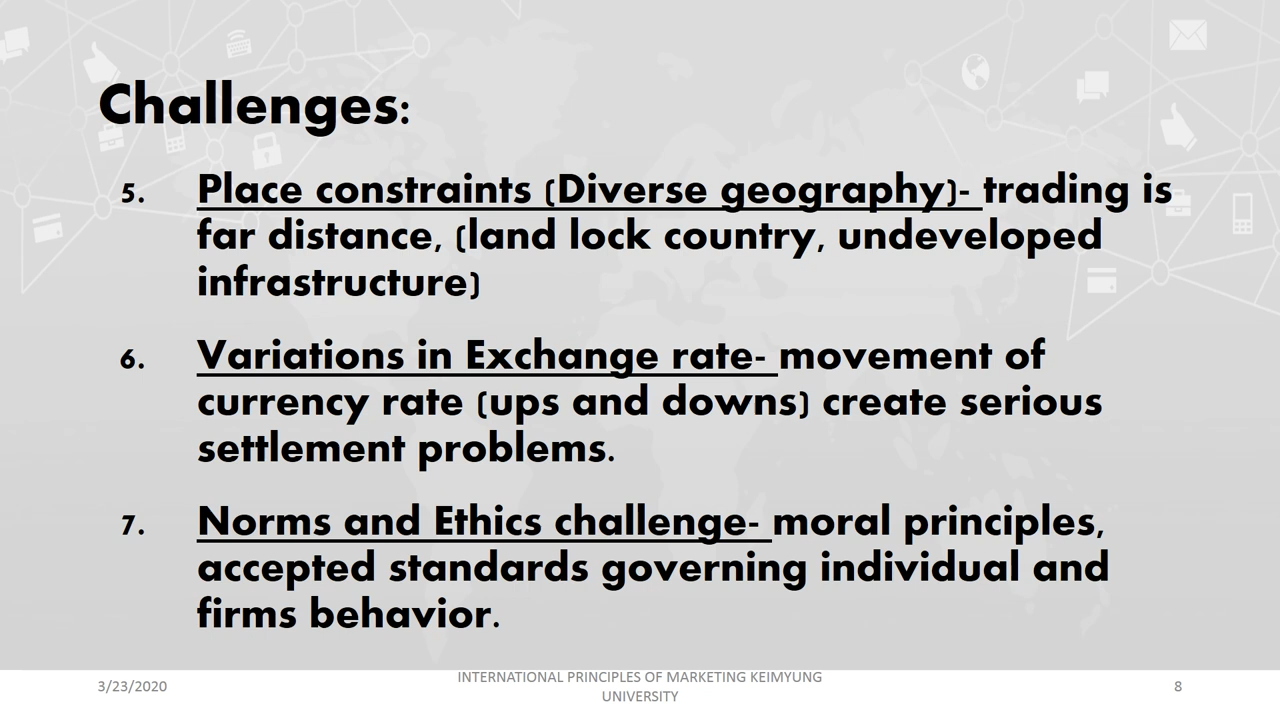 Challenges:
5. Place constraints (Diverse geography)- trading is
far distance, (land lock country, undeveloped
infrastructure)
6. Variations in Exchange rate- movement of
currency rate (ups and downs) create serious
settlement problems.
7. Norms and Ethics challenge- moral principles,
accepted standards governing individual and
firms behavior.
3/23/2020
INTERNATIONAL PRINCIPLES OF MARKETING KEIMYUNG
UNIVERSITY
8